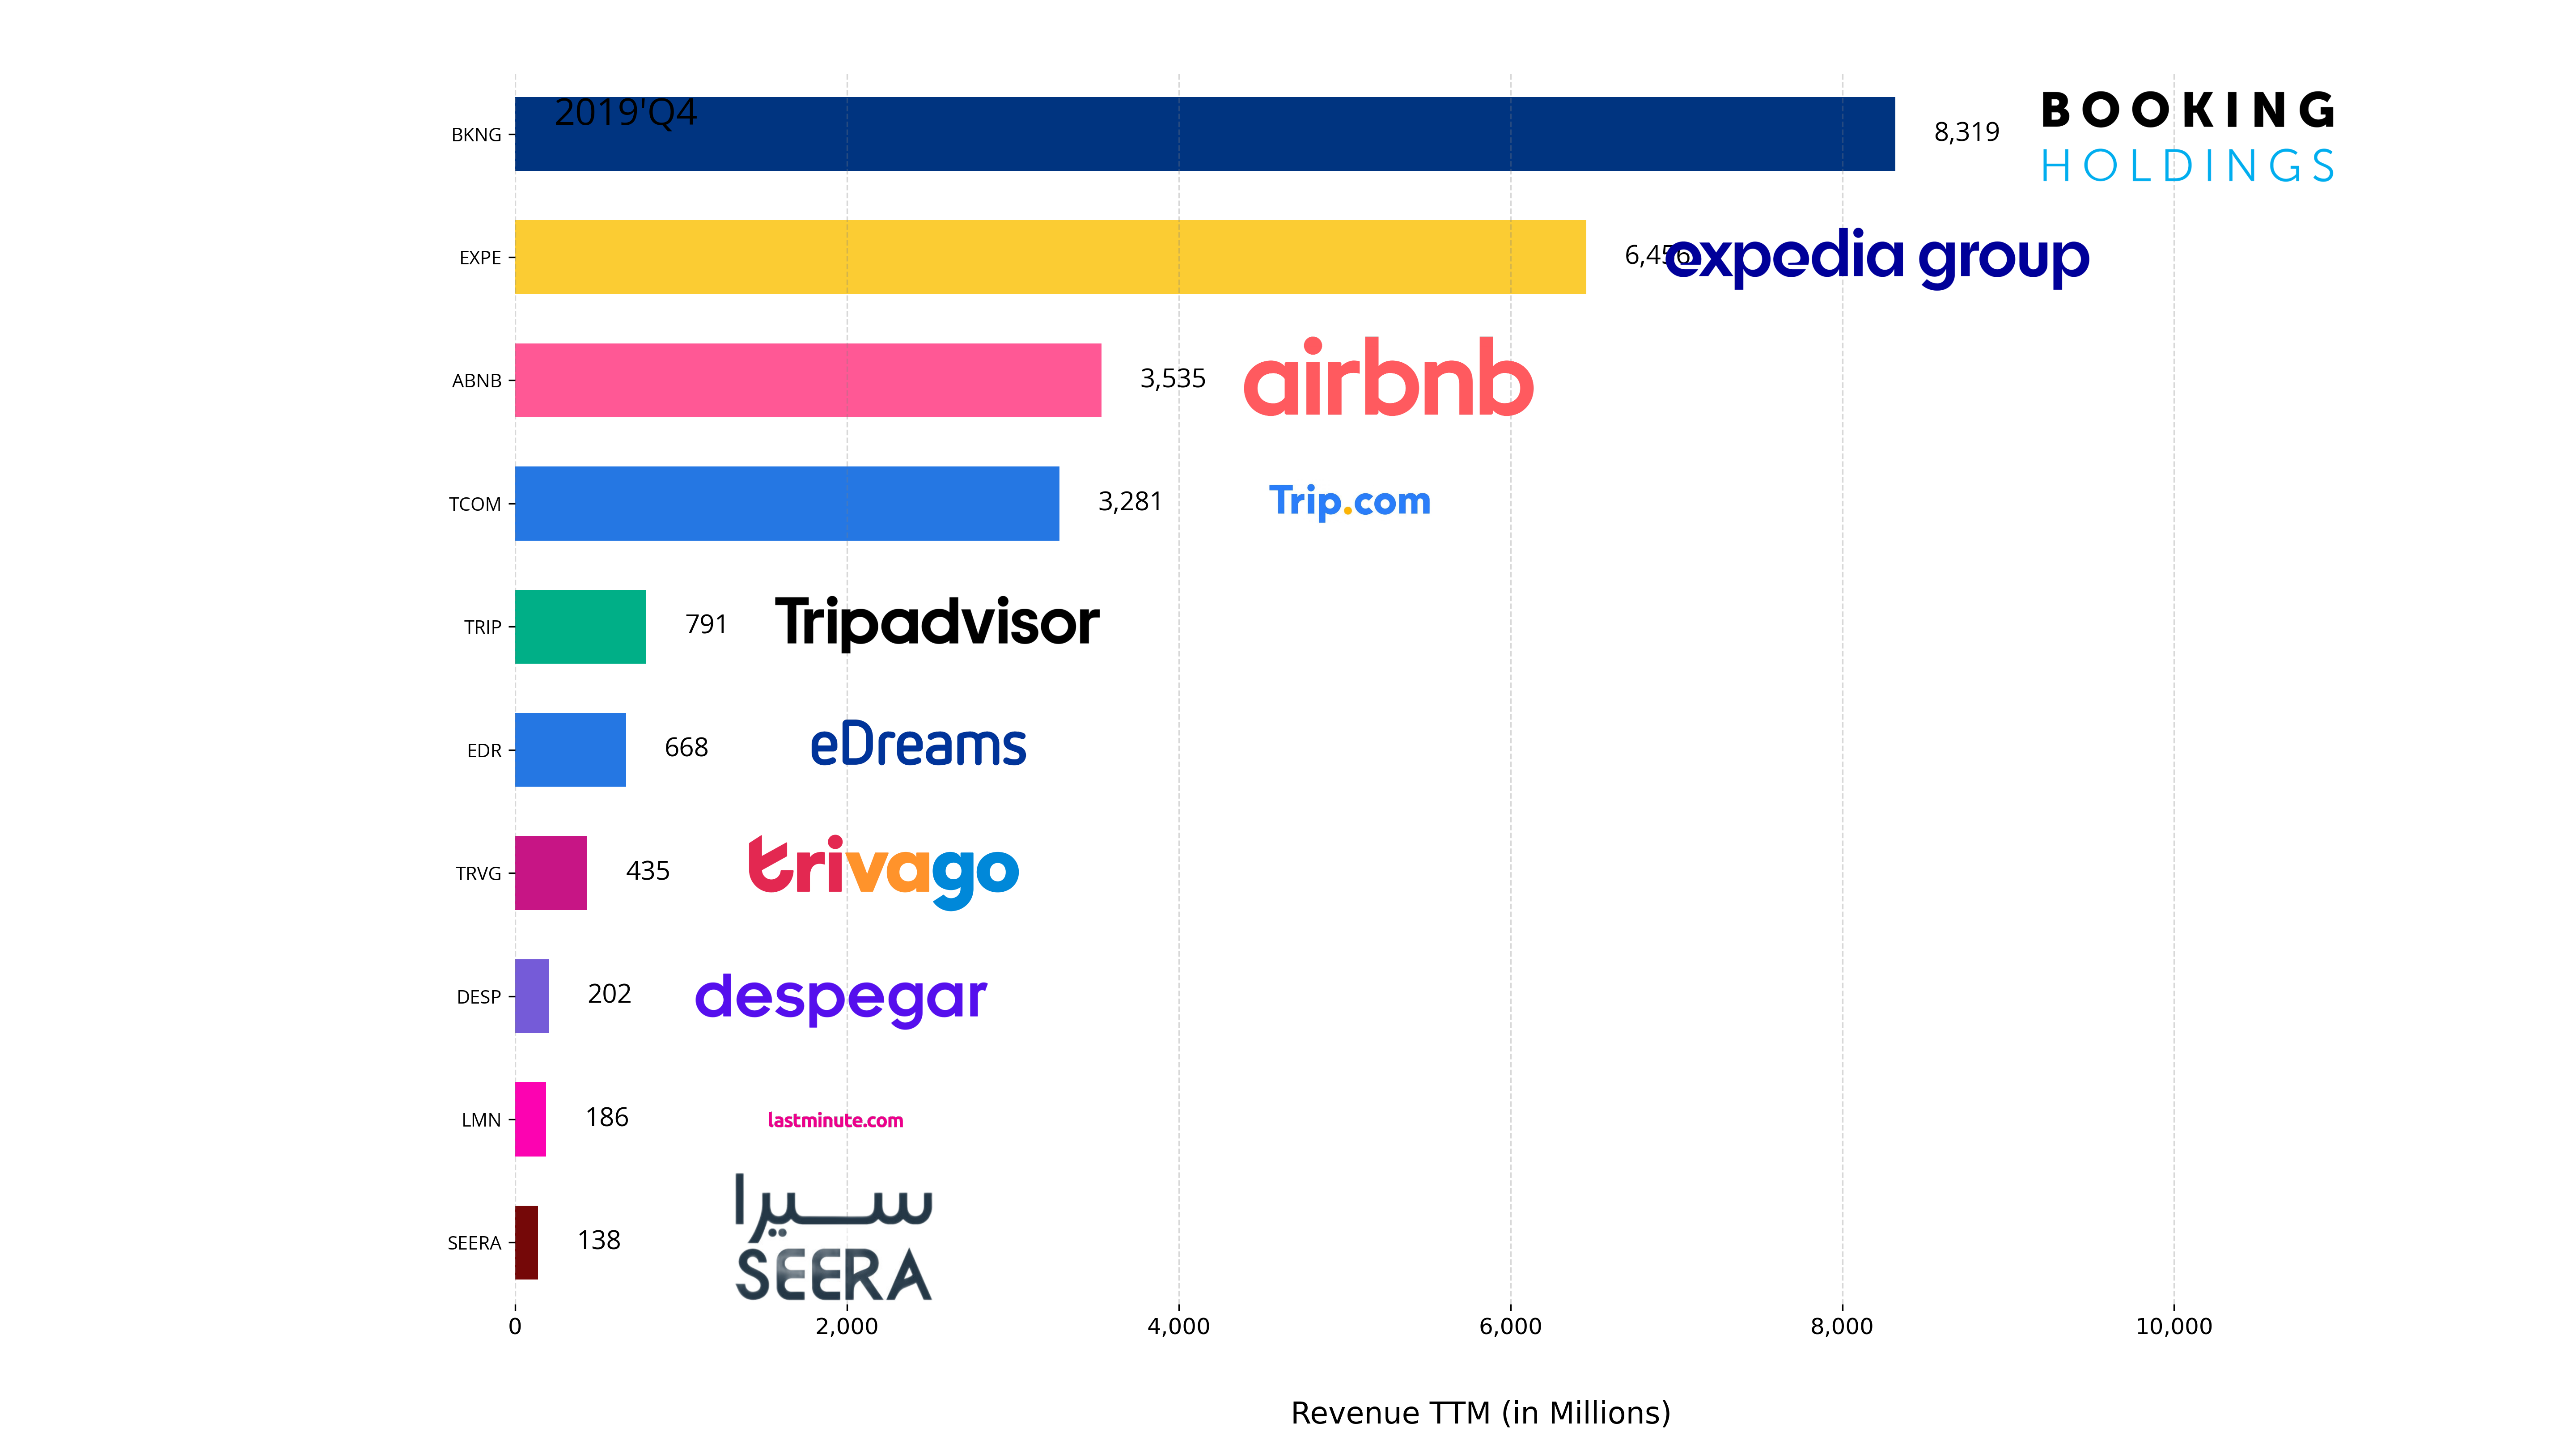 2019'Q4
BKNG 8,319 BOOKING
HOLDINGS
EXPE 6,456 expedia group
ABNB 3,535 airbnb
TCOM 3,281 Trip.com
TRIP 791 Tripadvisor
EDR 668 eDreams
TRVG 435 trivago
DESP 202 despegar
LMN 186 lastminute.com
سيرا
SEERA 138 SEERA
0 2,000 4,000 6,000 8,000 10,000
Revenue TTM (in Millions)